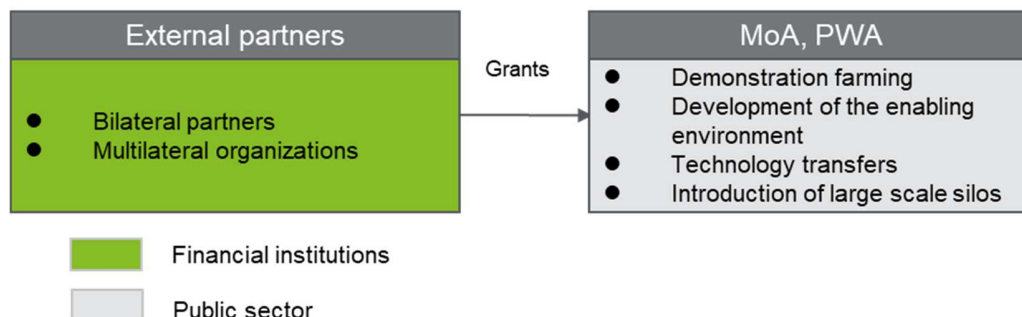 External partners
Bilateral partners
Multilateral organizations
Grants
MoA, PWA
Demonstration farming
Development of the enabling
environment
Technology transfers
Introduction of large scale silos
Financial institutions
Public sector